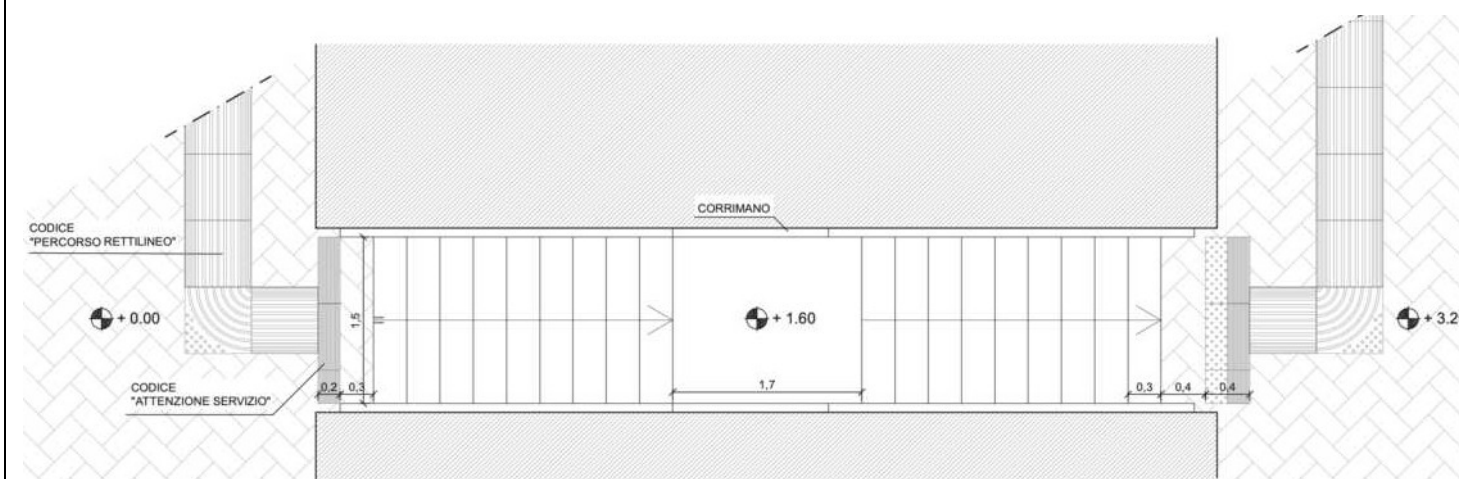 CORRIMANO
CODICE
"PERCORSO RETTILINEO"
+ 0.00
1,5
+ 1.60
+ 3.2
CODICE
"ATTENZIONE SERVIZIO"
0,2
0,3
1,7
0,3
0,4
0,4